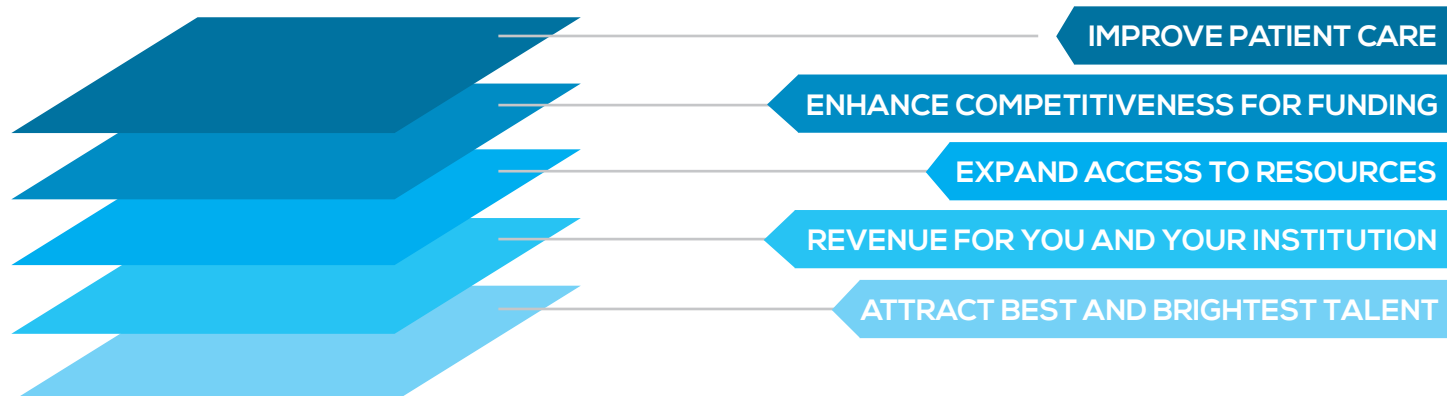 IMPROVE PATIENT CARE
ENHANCE COMPETITIVENESS FOR FUNDING
EXPAND ACCESS TO RESOURCES
REVENUE FOR YOU AND YOUR INSTITUTION
ATTRACT BEST AND BRIGHTEST TALENT